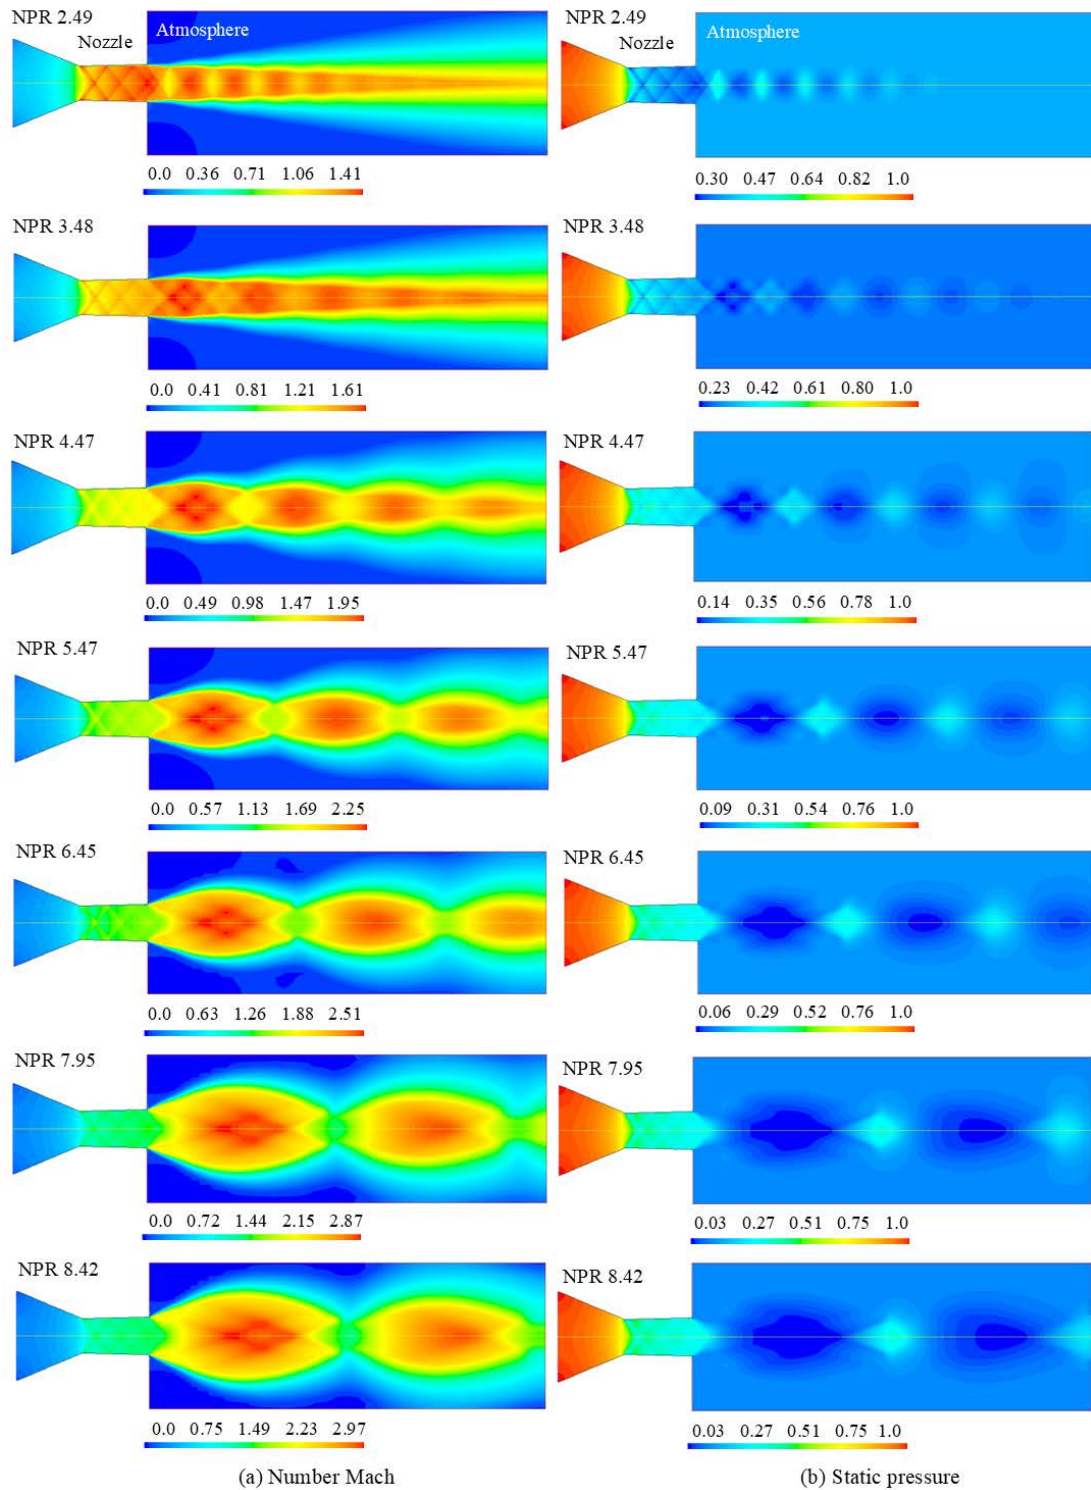 NPR 2.49
Nozzle
Atmosphere
0.0 0.36 0.71 1.06 1.41
NPR 2.49
Nozzle
Atmosphere
0.30 0.47 0.64 0.82 1.0
NPR 3.48
0.0 0.41 0.81 1.21 1.61
NPR 3.48
0.23 0.42 0.61 0.80 1.0
NPR 4.47
0.0 0.49 0.98 1.47 1.95
NPR 4.47
0.14 0.35 0.56 0.78 1.0
NPR 5.47
0.0 0.57 1.13 1.69 2.25
NPR 5.47
0.09 0.31 0.54 0.76 1.0
NPR 6.45
0.0 0.63 1.26 1.88 2.51
NPR 6.45
0.06 0.29 0.52 0.76 1.0
NPR 7.95
0.0 0.72 1.44 2.15 2.87
NPR 7.95
0.03 0.27 0.51 0.75 1.0
NPR 8.42
0.0 0.75 1.49 2.23 2.97
NPR 8.42
0.03 0.27 0.51 0.75 1.0
(a) Number Mach
(b) Static pressure